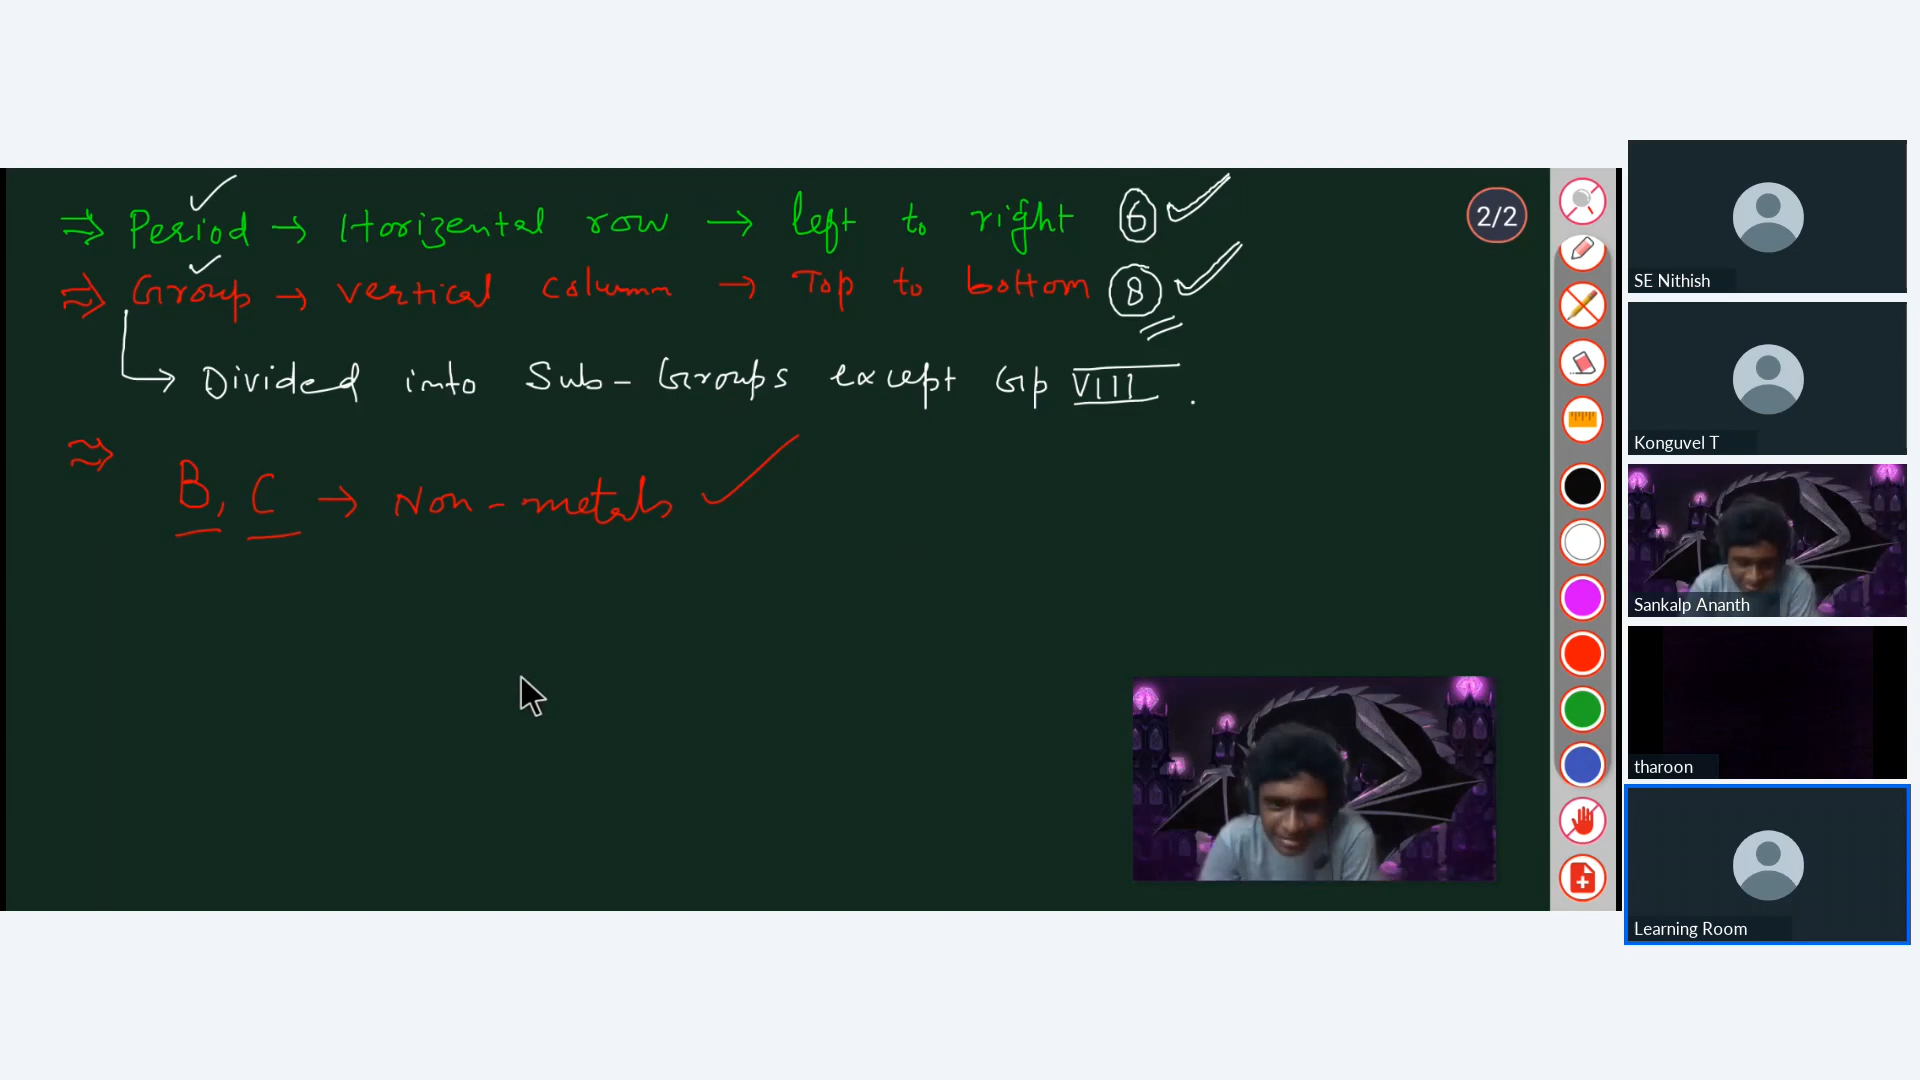 ⇒ Period → Horizental row → left to right 6 ✓
⇒ Group → vertical column → Top to bottom 8 ✓
↳ Divided into Sub-Groups except Gp VIII.
⇒
B, C → Non-metals ✓
2/2
SE Nithish
Konguvel T
Sankalp Ananth
tharoon
Learning Room